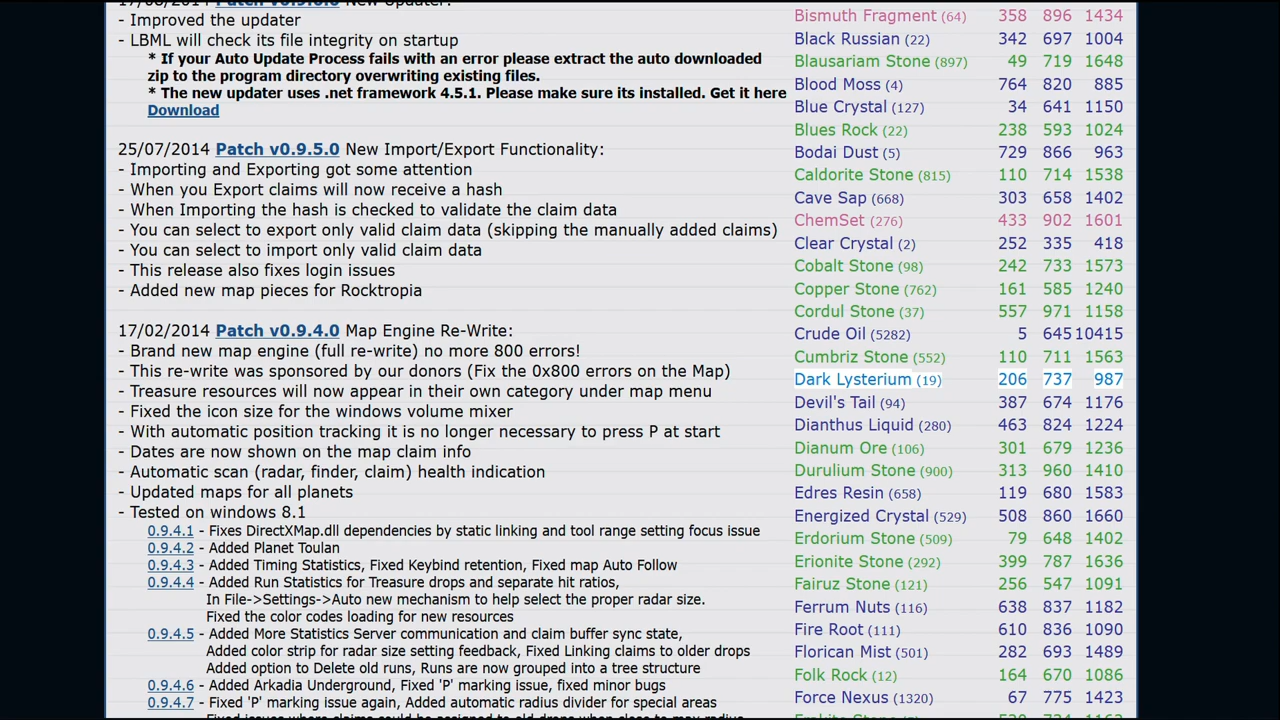 17/08/2014 Patch v0.9.6.0 New Updater:
- Improved the updater
- LBML will check its file integrity on startup
* If your Auto Update Process fails with an error please extract the auto downloaded
zip to the program directory overwriting existing files.
* The new updater uses .net framework 4.5.1. Please make sure its installed. Get it here
Download
25/07/2014 Patch v0.9.5.0 New Import/Export Functionality:
- Importing and Exporting got some attention
- When you Export claims will now receive a hash
- When Importing the hash is checked to validate the claim data
- You can select to export only valid claim data (skipping the manually added claims)
- You can select to import only valid claim data
- This release also fixes login issues
- Added new map pieces for Rocktropia
17/02/2014 Patch v0.9.4.0 Map Engine Re-Write:
- Brand new map engine (full re-write) no more 800 errors!
- This re-write was sponsored by our donors (Fix the 0x800 errors on the Map)
- Treasure resources will now appear in their own category under map menu
- Fixed the icon size for the windows volume mixer
- With automatic position tracking it is no longer necessary to press P at start
- Dates are now shown on the map claim info
- Automatic scan (radar, finder, claim) health indication
- Updated maps for all planets
- Tested on windows 8.1
0.9.4.1 - Fixes DirectXMap.dll dependencies by static linking and tool range setting focus issue
0.9.4.2 - Added Planet Toulan
0.9.4.3 - Added Timing Statistics, Fixed Keybind retention, Fixed map Auto Follow
0.9.4.4 - Added Run Statistics for Treasure drops and separate hit ratios,
In File->Settings->Auto new mechanism to help select the proper radar size.
Fixed the color codes loading for new resources
0.9.4.5 - Added More Statistics Server communication and claim buffer sync state,
Added color strip for radar size setting feedback, Fixed Linking claims to older drops
Added option to Delete old runs, Runs are now grouped into a tree structure
0.9.4.6 - Added Arkadia Underground, Fixed 'P' marking issue, fixed minor bugs
0.9.4.7 - Fixed 'P' marking issue again, Added automatic radius divider for special areas
Fixed issues where claims could be assigned to old drops when close to max radius
Bismuth Fragment (64) 358 896 1434
Black Russian (22) 342 697 1004
Blausariam Stone (897) 49 719 1648
Blood Moss (4) 764 820 885
Blue Crystal (127) 34 641 1150
Blues Rock (22) 238 593 1024
Bodai Dust (5) 729 866 963
Caldorite Stone (815) 110 714 1538
Cave Sap (668) 303 658 1402
ChemSet (276) 433 902 1601
Clear Crystal (2) 252 335 418
Cobalt Stone (98) 242 733 1573
Copper Stone (762) 161 585 1240
Cordul Stone (37) 557 971 1158
Crude Oil (5282) 5 645 10415
Cumbriz Stone (552) 110 711 1563
Dark Lysterium (19) 206 737 987
Devil's Tail (94) 387 674 1176
Dianthus Liquid (280) 463 824 1224
Dianum Ore (106) 301 679 1236
Durulium Stone (900) 313 960 1410
Edres Resin (658) 119 680 1583
Energized Crystal (529) 508 860 1660
Erdorium Stone (509) 79 648 1402
Erionite Stone (292) 399 787 1636
Fairuz Stone (121) 256 547 1091
Ferrum Nuts (116) 638 837 1182
Fire Root (111) 610 836 1090
Florican Mist (501) 282 693 1489
Folk Rock (12) 164 670 1086
Force Nexus (1320) 67 775 1423